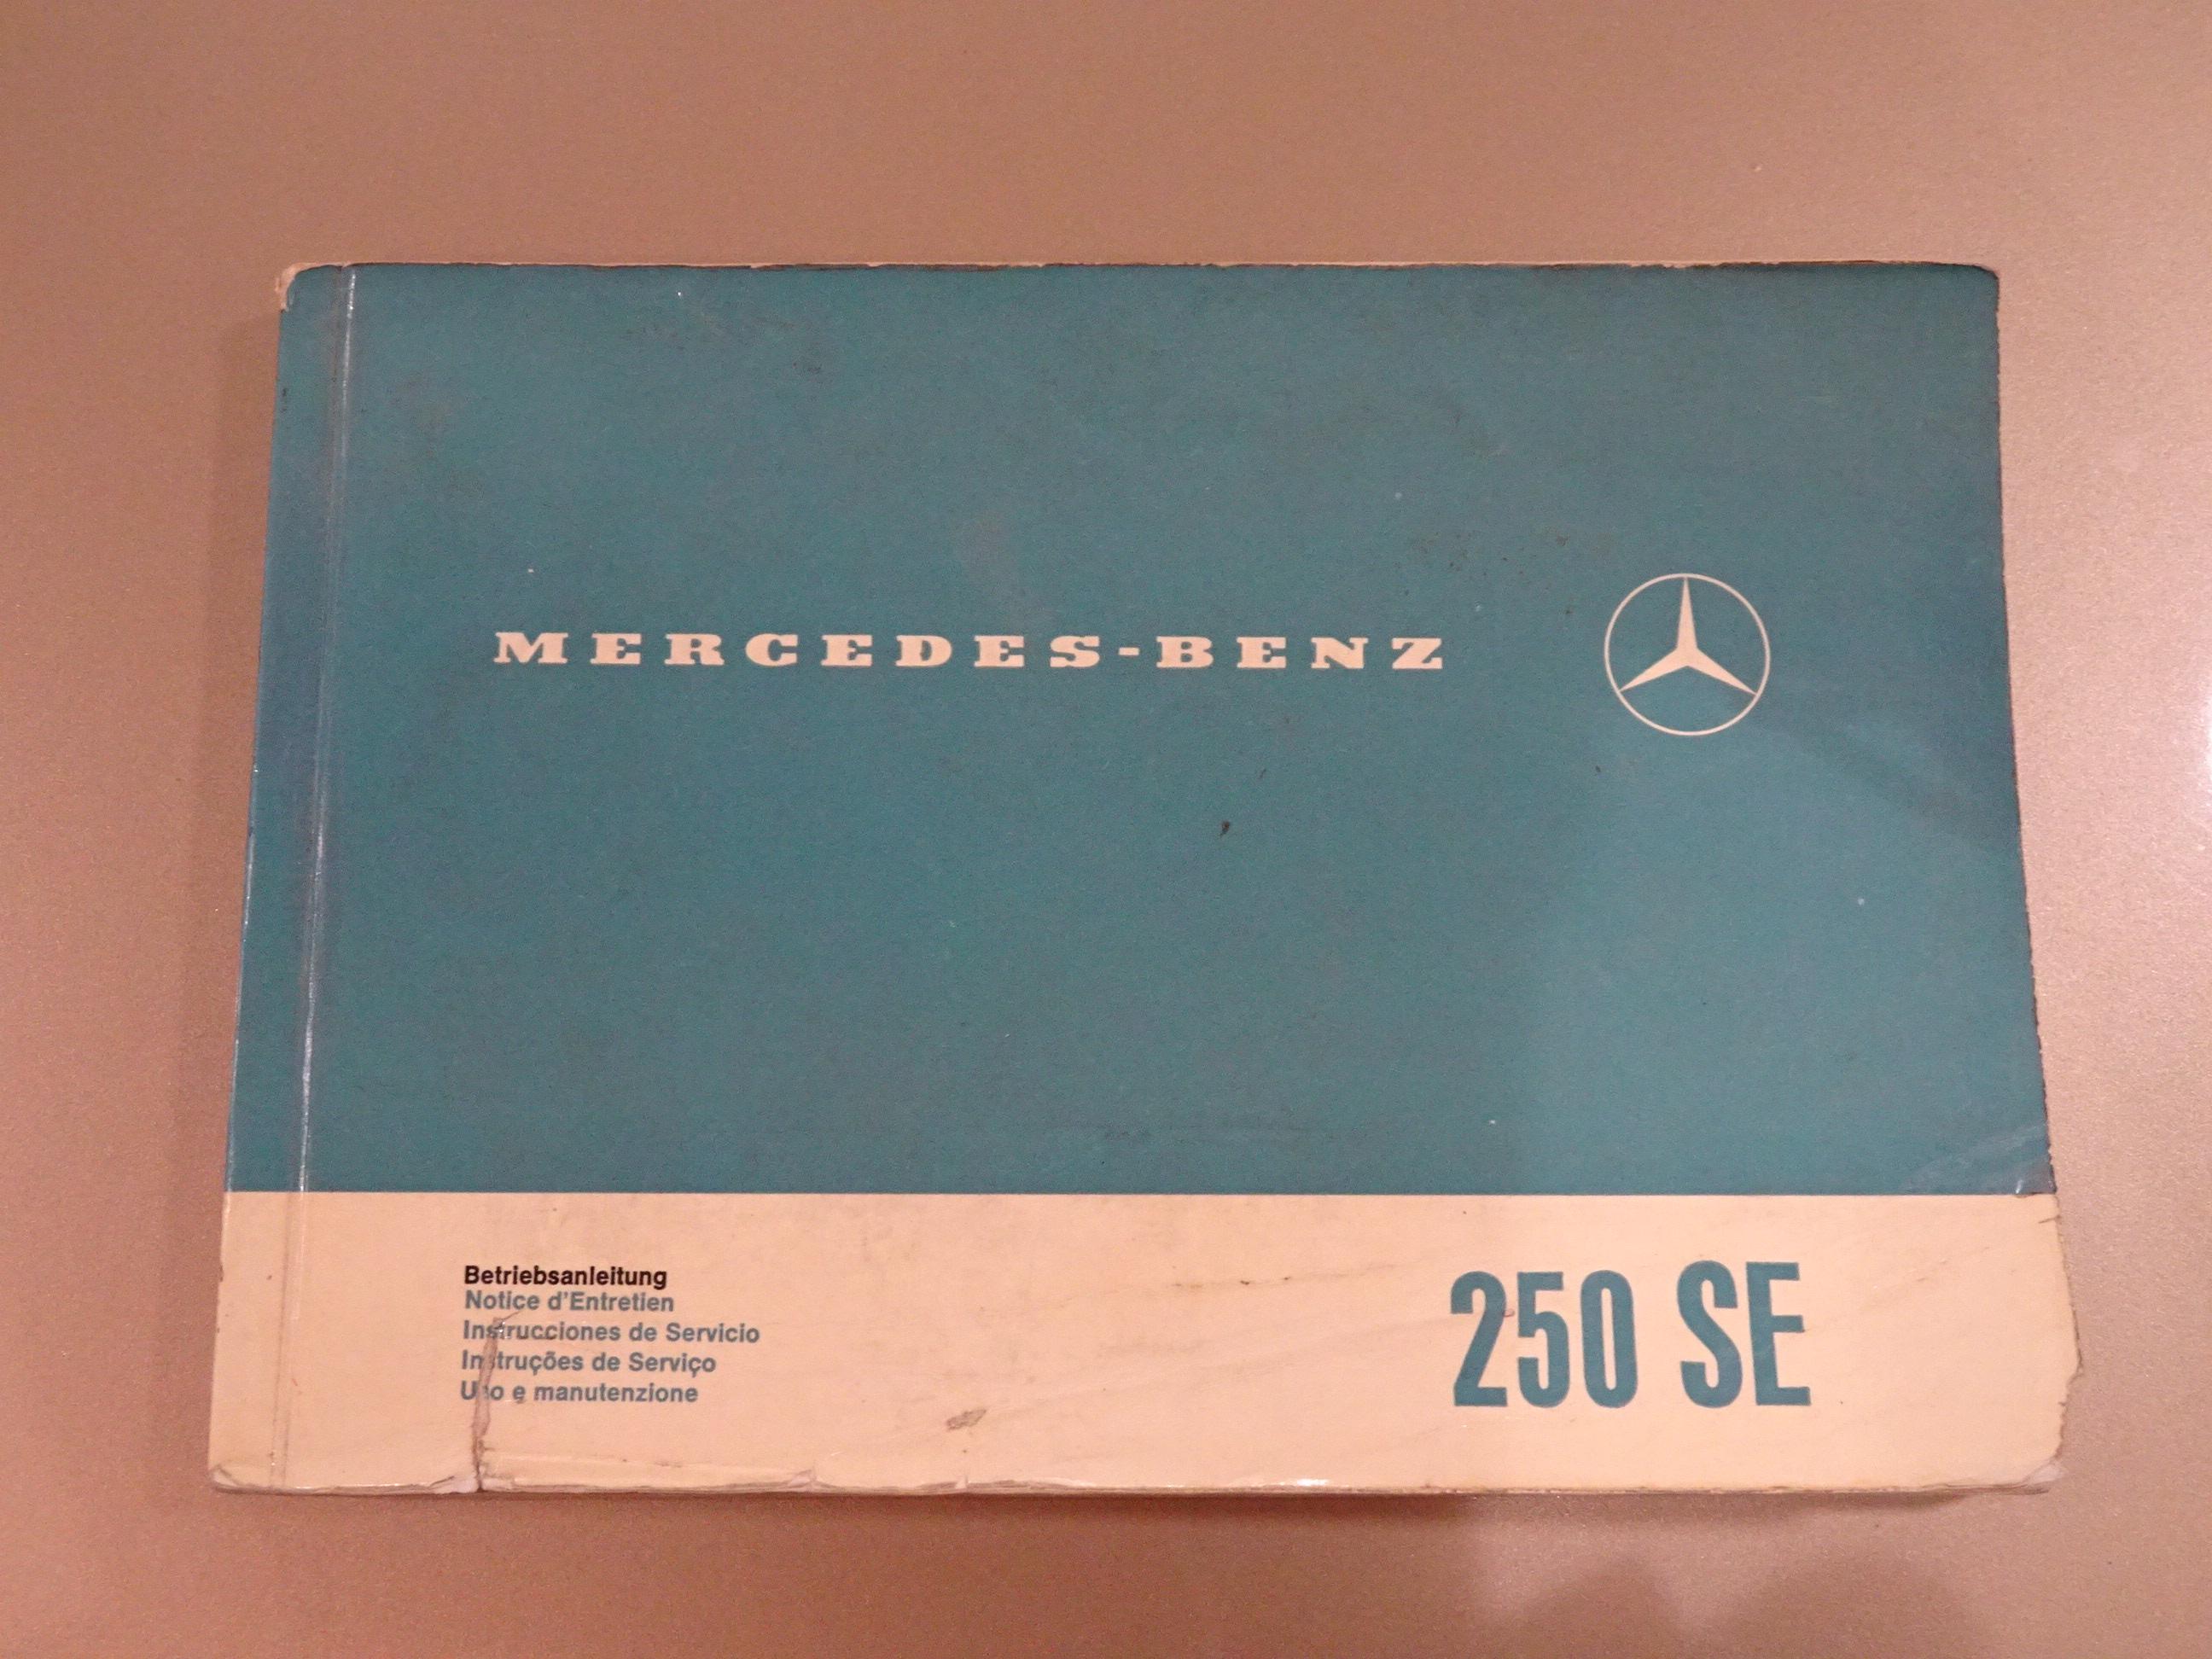 MERCEDES-BENZ
Betriebsanleitung
Notice d'Entretien
Instrucciones de Servicio
Instruções de Serviço
Uso e manutenzione
250 SE